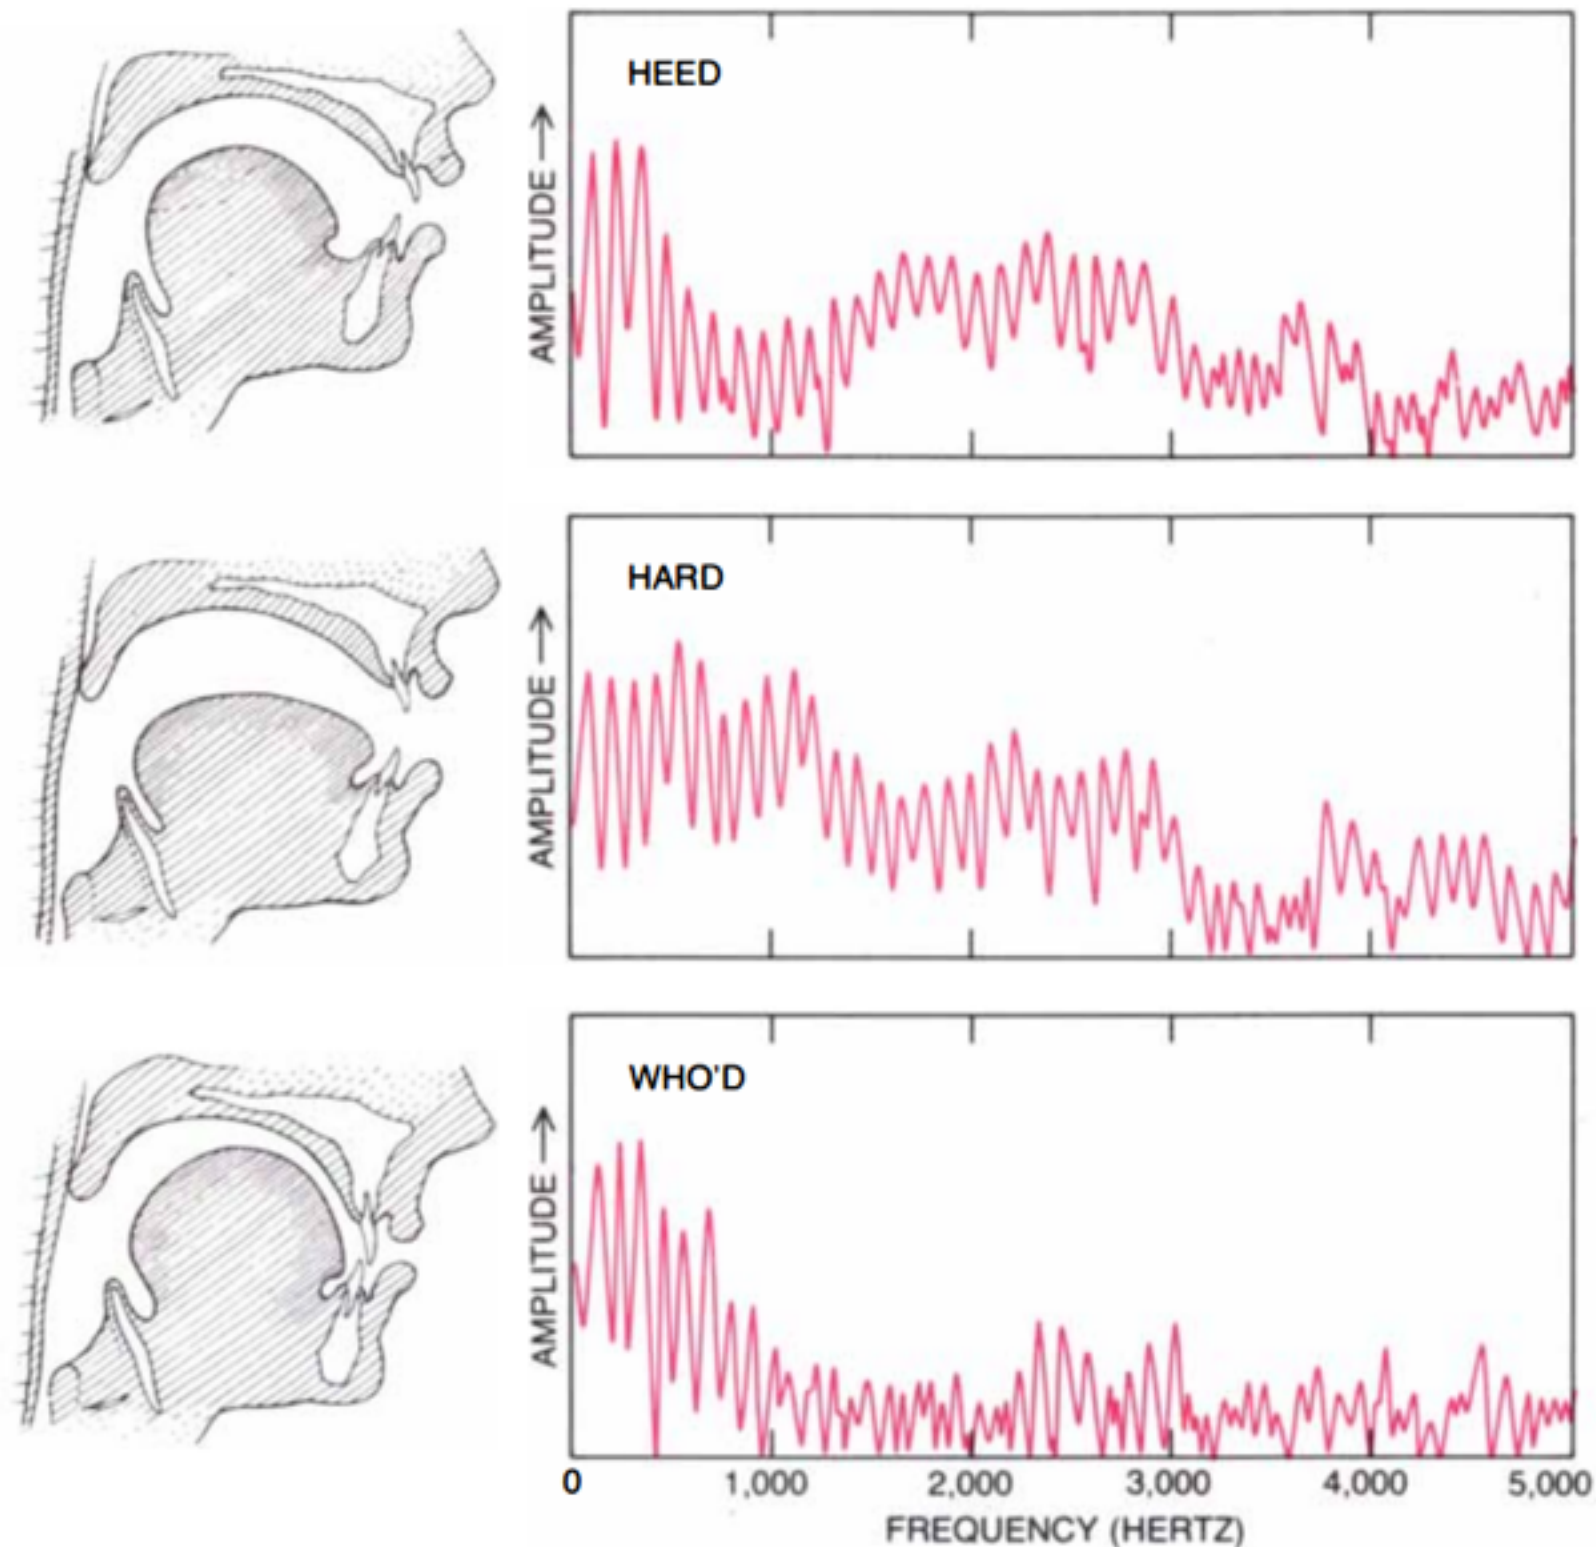 HEED
AMPLITUDE →
HARD
AMPLITUDE →
WHO'D
AMPLITUDE →
0 1,000 2,000 3,000 4,000 5,000
FREQUENCY (HERTZ)